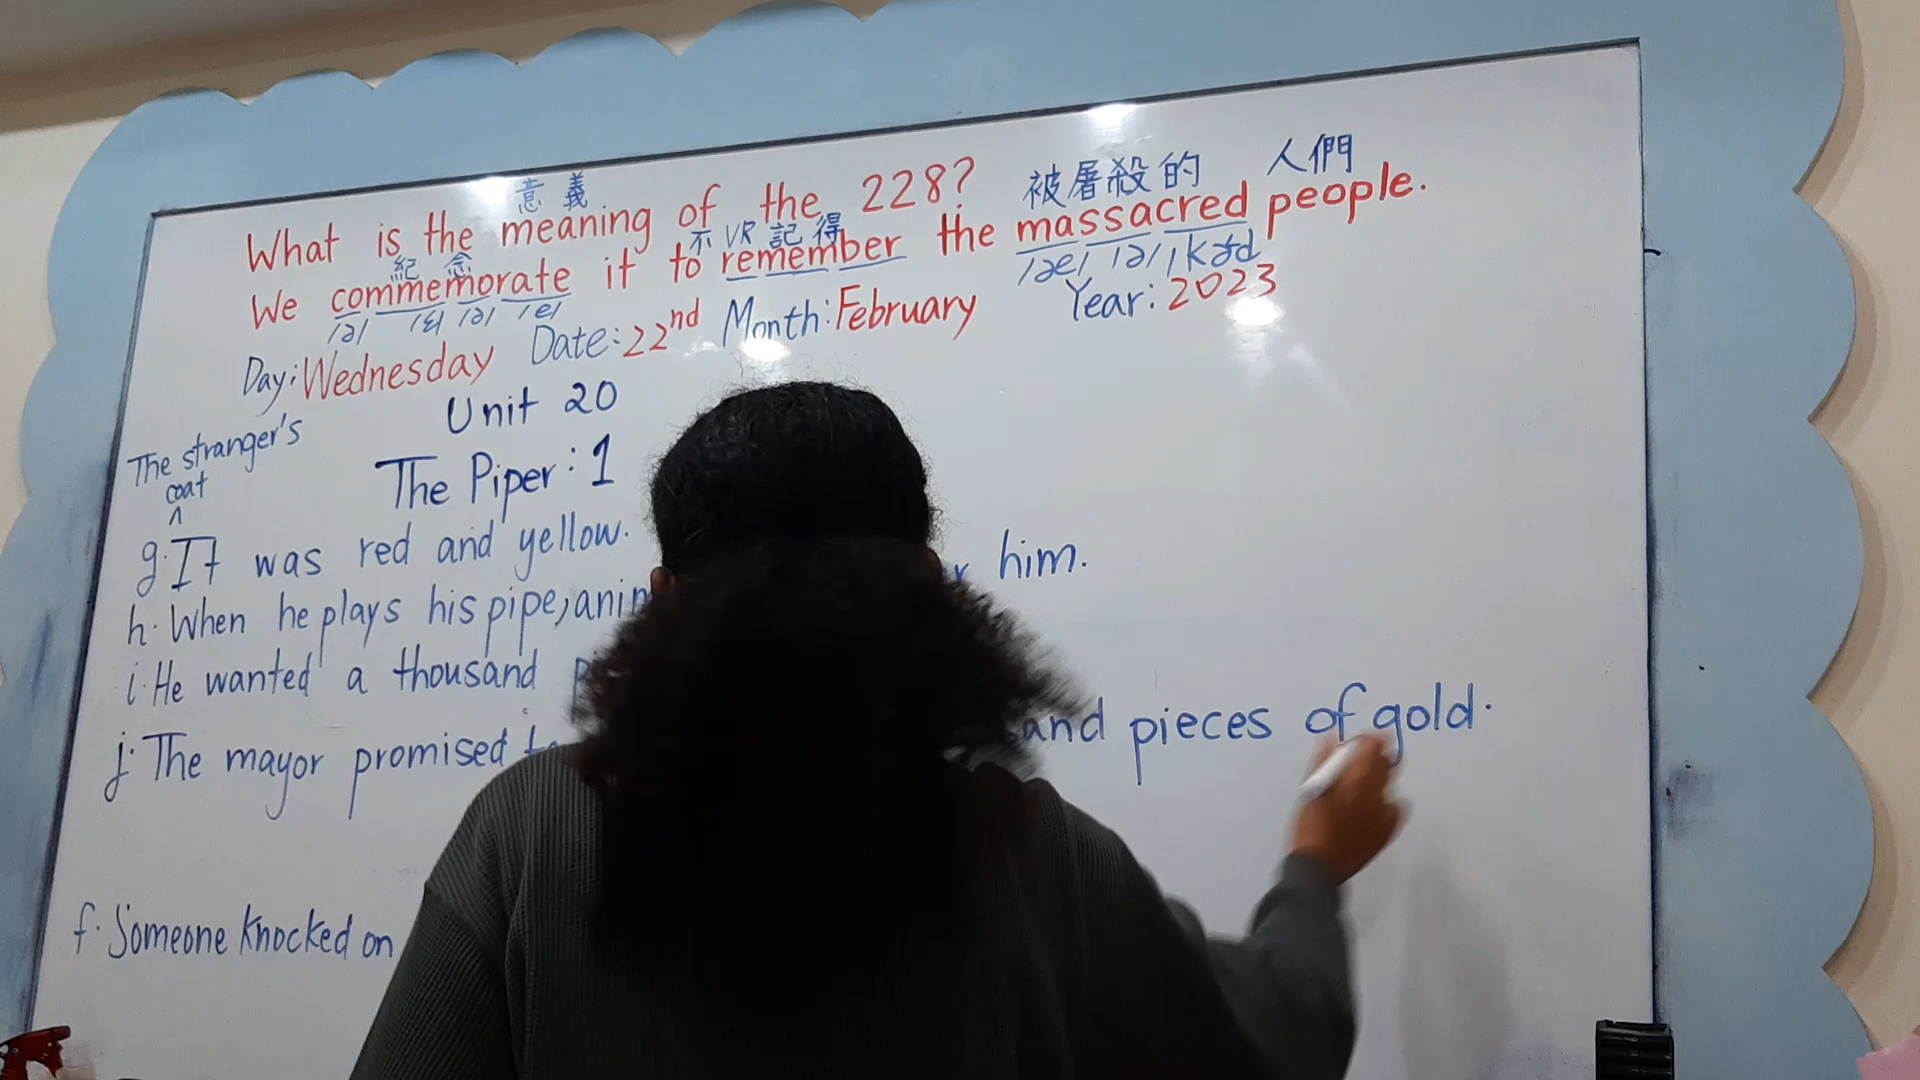 意義 被屠殺的 人們
What is the meaning of the 228?
紀念 不 VR 記得
We commemorate it to remember the massacred people.
/ə/ /ɛ/ /ə/ /e/ /æ/ /ə/
Day: Wednesday Date: 22nd Month: February Year: 2023
Unit 20
The Piper: 1
The stranger's
coat
^
g. It was red and yellow.
h. When he plays his pipe, him.
i. He wanted a thousand
j. The mayor promised pieces of gold.
f. Someone knocked on